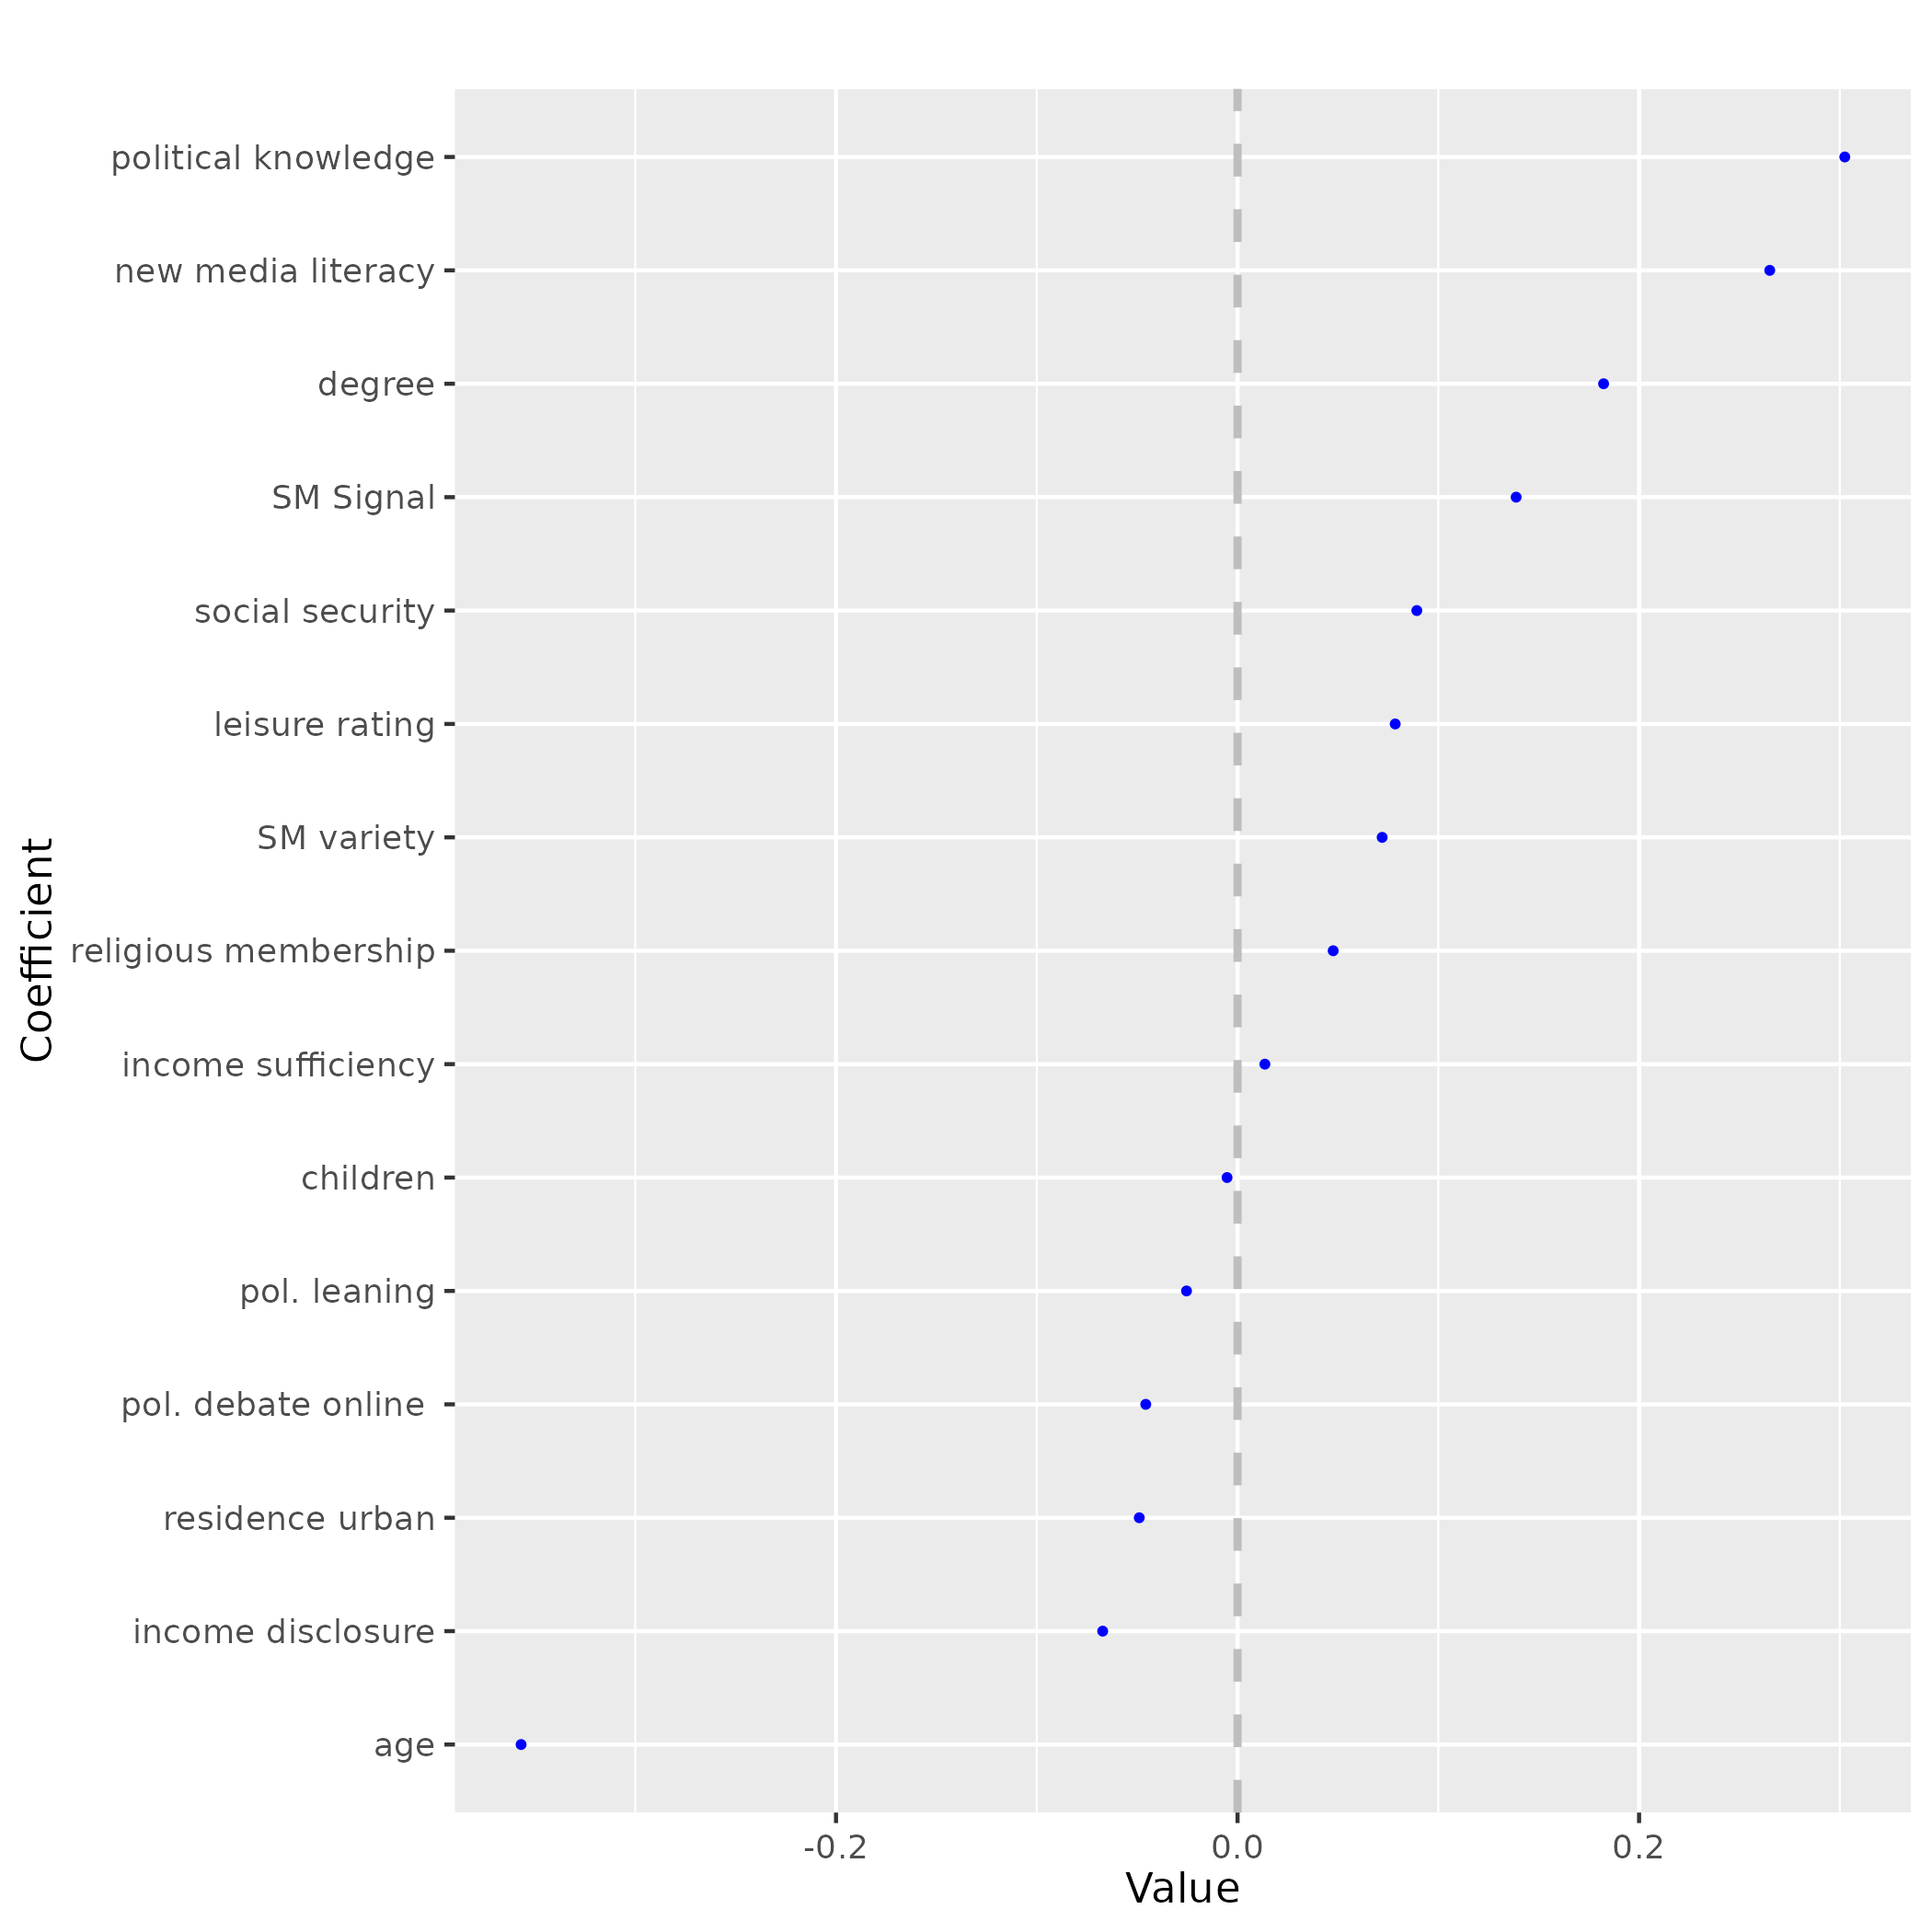 political knowledge
new media literacy
degree
SM Signal
social security
leisure rating
SM variety
religious membership
income sufficiency
children
pol. leaning
pol. debate online
residence urban
income disclosure
age
Coefficient
-0.2 0.0 0.2
Value